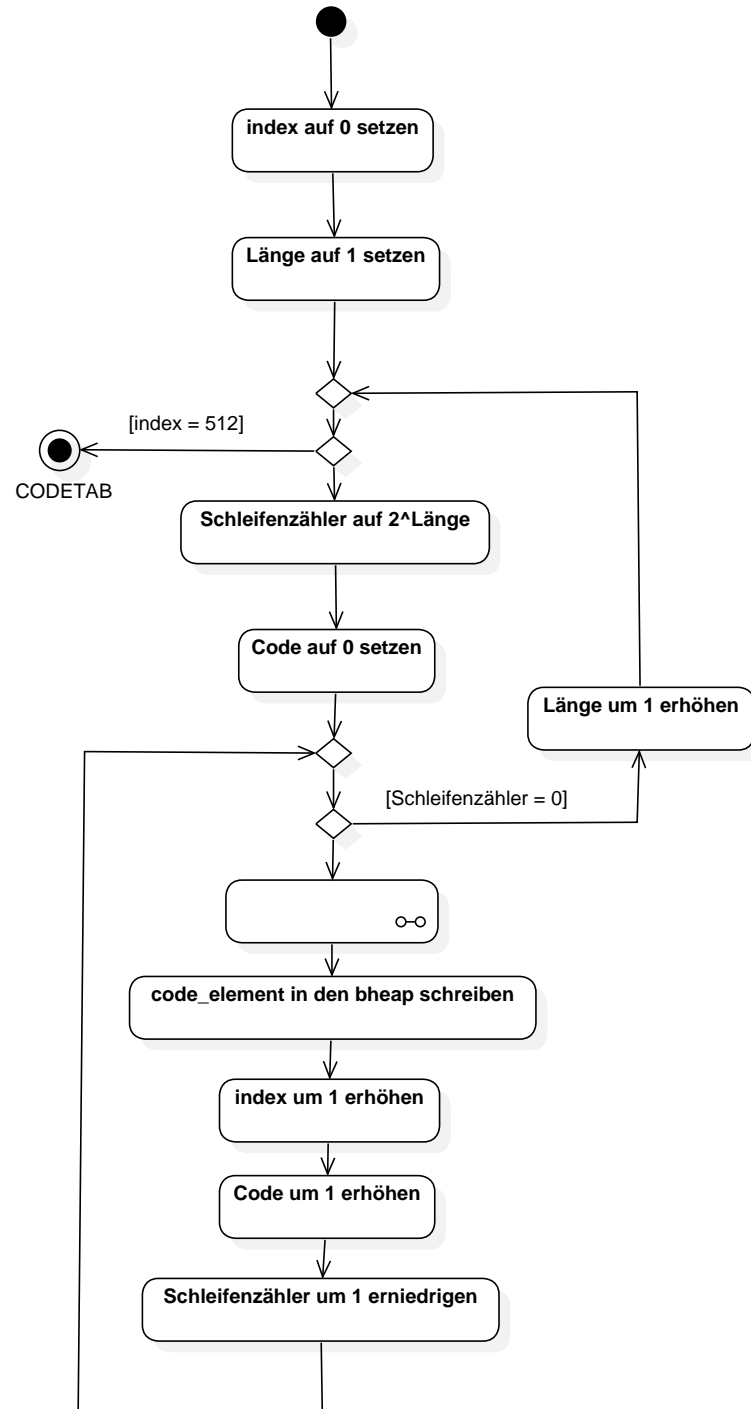 index auf 0 setzen
Länge auf 1 setzen
[index = 512]
CODETAB
Schleifenzähler auf 2^Länge
Code auf 0 setzen
Länge um 1 erhöhen
[Schleifenzähler = 0]
code_element in den bheap schreiben
index um 1 erhöhen
Code um 1 erhöhen
Schleifenzähler um 1 erniedrigen